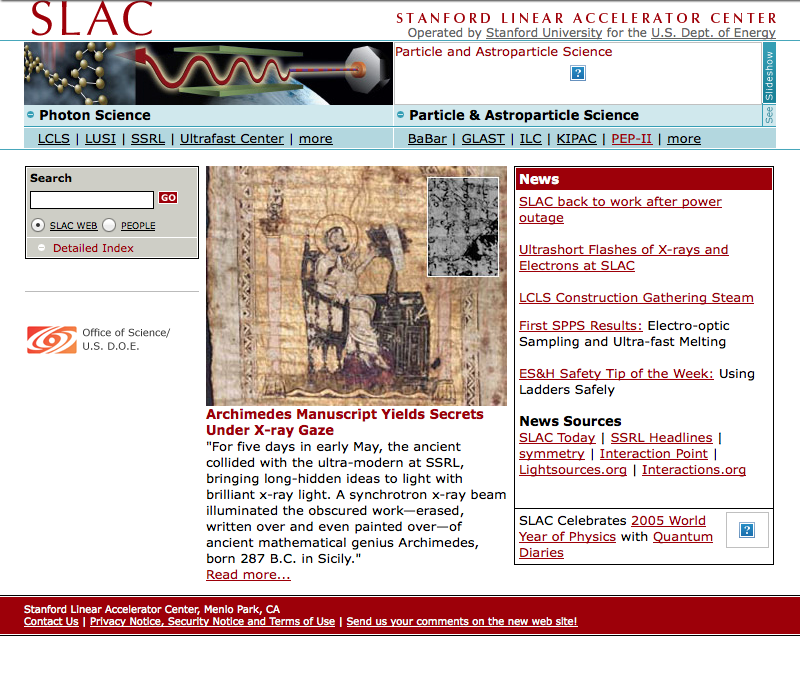 SLAC
STANFORD LINEAR ACCELERATOR CENTER
Operated by Stanford University for the U.S. Dept. of Energy
Particle and Astroparticle Science
See Slideshow
Photon Science
Particle & Astroparticle Science
LCLS | LUSI | SSRL | Ultrafast Center | more
BaBar | GLAST | ILC | KIPAC | PEP-II | more
Search
GO
SLAC WEB PEOPLE
Detailed Index
Office of Science/
U.S. D.O.E.
Archimedes Manuscript Yields Secrets
Under X-ray Gaze
"For five days in early May, the ancient
collided with the ultra-modern at SSRL,
bringing long-hidden ideas to light with
brilliant x-ray light. A synchrotron x-ray beam
illuminated the obscured work—erased,
written over and even painted over—of
ancient mathematical genius Archimedes,
born 287 B.C. in Sicily."
Read more...
News
SLAC back to work after power
outage
Ultrashort Flashes of X-rays and
Electrons at SLAC
LCLS Construction Gathering Steam
First SPPS Results: Electro-optic
Sampling and Ultra-fast Melting
ES&H Safety Tip of the Week: Using
Ladders Safely
News Sources
SLAC Today | SSRL Headlines |
symmetry | Interaction Point |
Lightsources.org | Interactions.org
SLAC Celebrates 2005 World
Year of Physics with Quantum
Diaries
Stanford Linear Accelerator Center, Menlo Park, CA
Contact Us | Privacy Notice, Security Notice and Terms of Use | Send us your comments on the new web site!